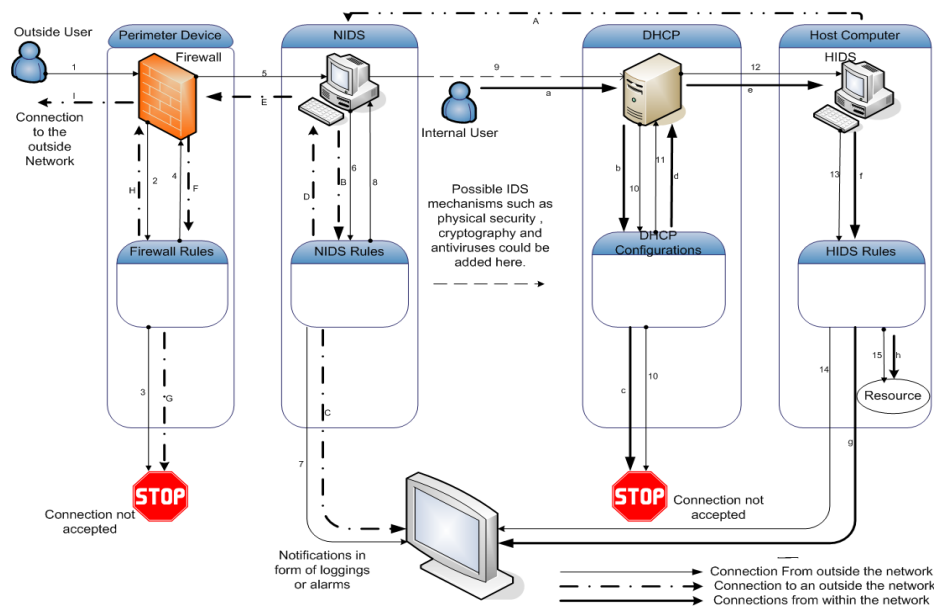 A
Outside User
Perimeter Device
NIDS
DHCP
Host Computer
Firewall
HIDS
1
5
9
12
I
E
a
e
Connection
to the
outside
Network
Internal User
H
2
4
F
D
B
6
8
b
10
11
d
13
f
Possible IDS
mechanisms such as
physical security ,
cryptography and
antiviruses could be
added here.
Firewall Rules
NIDS Rules
DHCP
Configurations
HIDS Rules
3
G
7
C
c
10
14
15
h
Resource
g
STOP
STOP
Connection not
accepted
Connection not
accepted
Notifications in
form of loggings
or alarms
Connection From outside the network
Connection to an outside the network
Connections from within the network